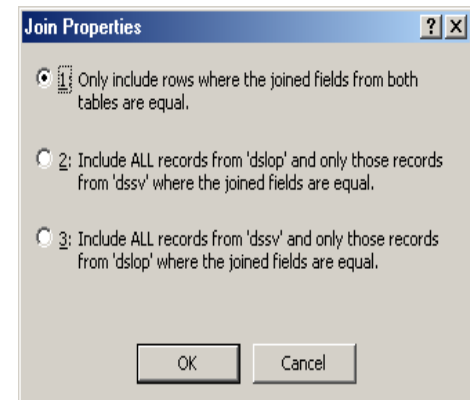 Join Properties
1: Only include rows where the joined fields from both
tables are equal.
2: Include ALL records from 'dslop' and only those records
from 'dssv' where the joined fields are equal.
3: Include ALL records from 'dssv' and only those records
from 'dslop' where the joined fields are equal.
OK Cancel